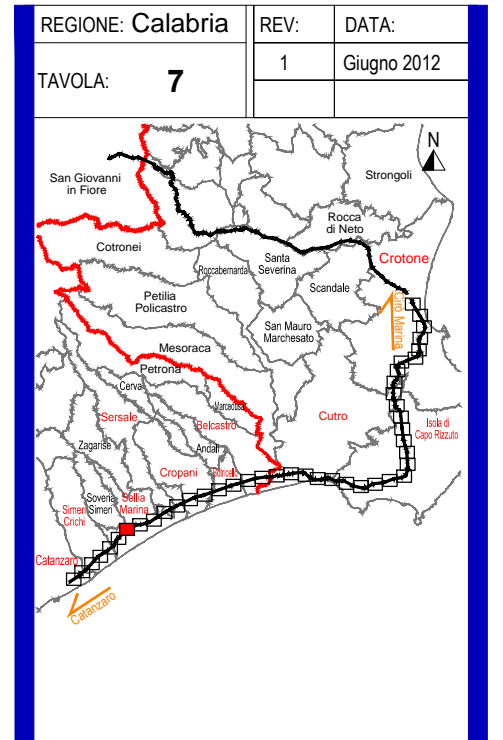 REGIONE: Calabria
REV:
DATA:
TAVOLA: 7
1
Giugno 2012
N
San Giovanni
in Fiore
Strongoli
Rocca
di Neto
Cotronei
Santa
Severina
Crotone
Roccabernarda
Scandale
Petilia
Policastro
Ciro Marina
San Mauro
Marchesato
Mesoraca
Petrona
Cerva
Marcedusa
Sersale
Belcastro
Cutro
Isola di
Capo Rizzuto
Andali
Zagarise
Cropani
Botricello
Soveria
Simeri
Sellia
Marina
Simeri
Crichi
Catanzaro
Catanzaro